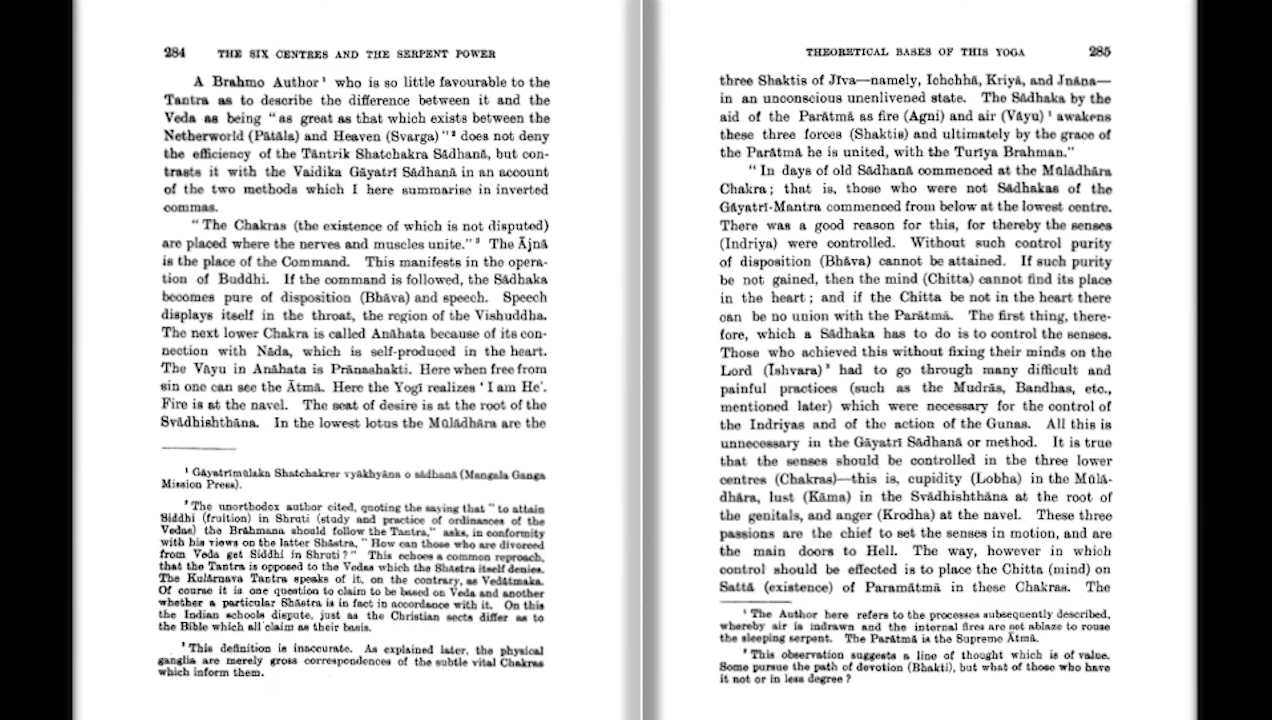 284 THE SIX CENTRES AND THE SERPENT POWER
A Brahmo Author¹ who is so little favourable to the
Tantra as to describe the difference between it and the
Veda as being “as great as that which exists between the
Netherworld (Pātāla) and Heaven (Svarga)”² does not deny
the efficiency of the Tāntrik Shatchakra Sādhanā, but con-
trasts it with the Vaidika Gāyatrī Sādhanā in an account
of the two methods which I here summarise in inverted
commas.
“The Chakras (the existence of which is not disputed)
are placed where the nerves and muscles unite.”³ The Ājnā
is the place of the Command. This manifests in the opera-
tion of Buddhi. If the command is followed, the Sādhaka
becomes pure of disposition (Bhāva) and speech. Speech
displays itself in the throat, the region of the Vishuddha.
The next lower Chakra is called Anāhata because of its con-
nection with Nāda, which is self-produced in the heart.
The Vāyu in Anāhata is Prānashakti. Here when free from
sin one can see the Ātmā. Here the Yogī realizes ‘I am He’.
Fire is at the navel. The seat of desire is at the root of the
Svādhishthāna. In the lowest lotus the Mūlādhāra are the
¹ Gāyatrīmūlaka Shatchakrer vyākhyāna o sādhanā (Mangala Ganga
Mission Press).
² The unorthodox author cited, quoting the saying that “to attain
Siddhi (fruition) in Shruti (study and practice of ordinances of the
Vedas) the Brāhmana should follow the Tantra,” asks, in conformity
with his views on the latter Shāstra, “How can those who are divorced
from Veda get Siddhi in Shruti?” This echoes a common reproach,
that the Tantra is opposed to the Vedas which the Shāstra itself denies.
The Kulārnava Tantra speaks of it, on the contrary, as Vedātmaka.
Of course it is one question to claim to be based on Veda and another
whether a particular Shāstra is in fact in accordance with it. On this
the Indian schools dispute, just as the Christian sects differ as to
the Bible which all claim as their basis.
³ This definition is inaccurate. As explained later, the physical
ganglia are merely gross correspondences of the subtle vital Chakras
which inform them.
THEORETICAL BASES OF THIS YOGA 285
three Shaktis of Jīva—namely, Ichchhā, Kriyā, and Jnāna—
in an unconscious unenlivened state. The Sādhaka by the
aid of the Parātmā as fire (Agni) and air (Vāyu)¹ awakens
these three forces (Shaktis) and ultimately by the grace of
the Parātmā he is united, with the Turīya Brahman.”
“In days of old Sādhanā commenced at the Mūlādhāra
Chakra; that is, those who were not Sādhakas of the
Gāyatrī-Mantra commenced from below at the lowest centre.
There was a good reason for this, for thereby the senses
(Indriya) were controlled. Without such control purity
of disposition (Bhāva) cannot be attained. If such purity
be not gained, then the mind (Chitta) cannot find its place
in the heart; and if the Chitta be not in the heart there
can be no union with the Parātmā. The first thing, there-
fore, which a Sādhaka has to do is to control the senses.
Those who achieved this without fixing their minds on the
Lord (Īshvara)² had to go through many difficult and
painful practices (such as the Mudrās, Bandhas, etc.,
mentioned later) which were necessary for the control of
the Indriyas and of the action of the Gunas. All this is
unnecessary in the Gāyatrī Sādhanā or method. It is true
that the senses should be controlled in the three lower
centres (Chakras)—this is, cupidity (Lobha) in the Mūlā-
dhāra, lust (Kāma) in the Svādhishthāna at the root of
the genitals, and anger (Krodha) at the navel. These three
passions are the chief to set the senses in motion, and are
the main doors to Hell. The way, however in which
control should be effected is to place the Chitta (mind) on
Sattā (existence) of Paramātmā in these Chakras. The
¹ The Author here refers to the processes subsequently described,
whereby air is indrawn and the internal fires are set ablaze to rouse
the sleeping serpent. The Parātmā is the Supreme Ātmā.
² This observation suggests a line of thought which is of value.
Some pursue the path of devotion (Bhakti), but what of those who have
it not or in less degree?